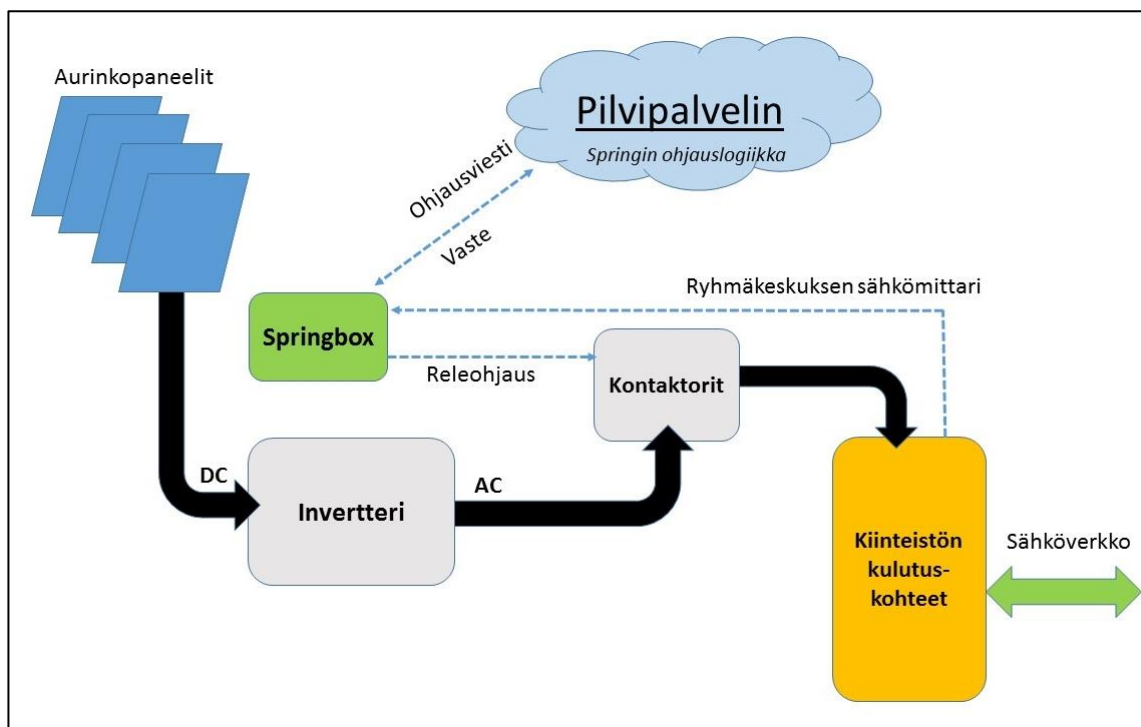 Aurinkopaneelit
Pilvipalvelin
Springin ohjauslogiikka
Ohjausviesti
Vaste
Ryhmäkeskuksen sähkömittari
Springbox
Releohjaus
Kontaktorit
DC
AC
Invertteri
Kiinteistön
kulutus-
kohteet
Sähköverkko